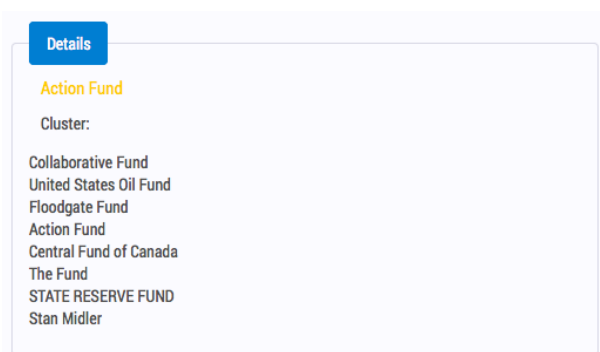 Details
Action Fund
Cluster:
Collaborative Fund
United States Oil Fund
Floodgate Fund
Action Fund
Central Fund of Canada
The Fund
STATE RESERVE FUND
Stan Midler